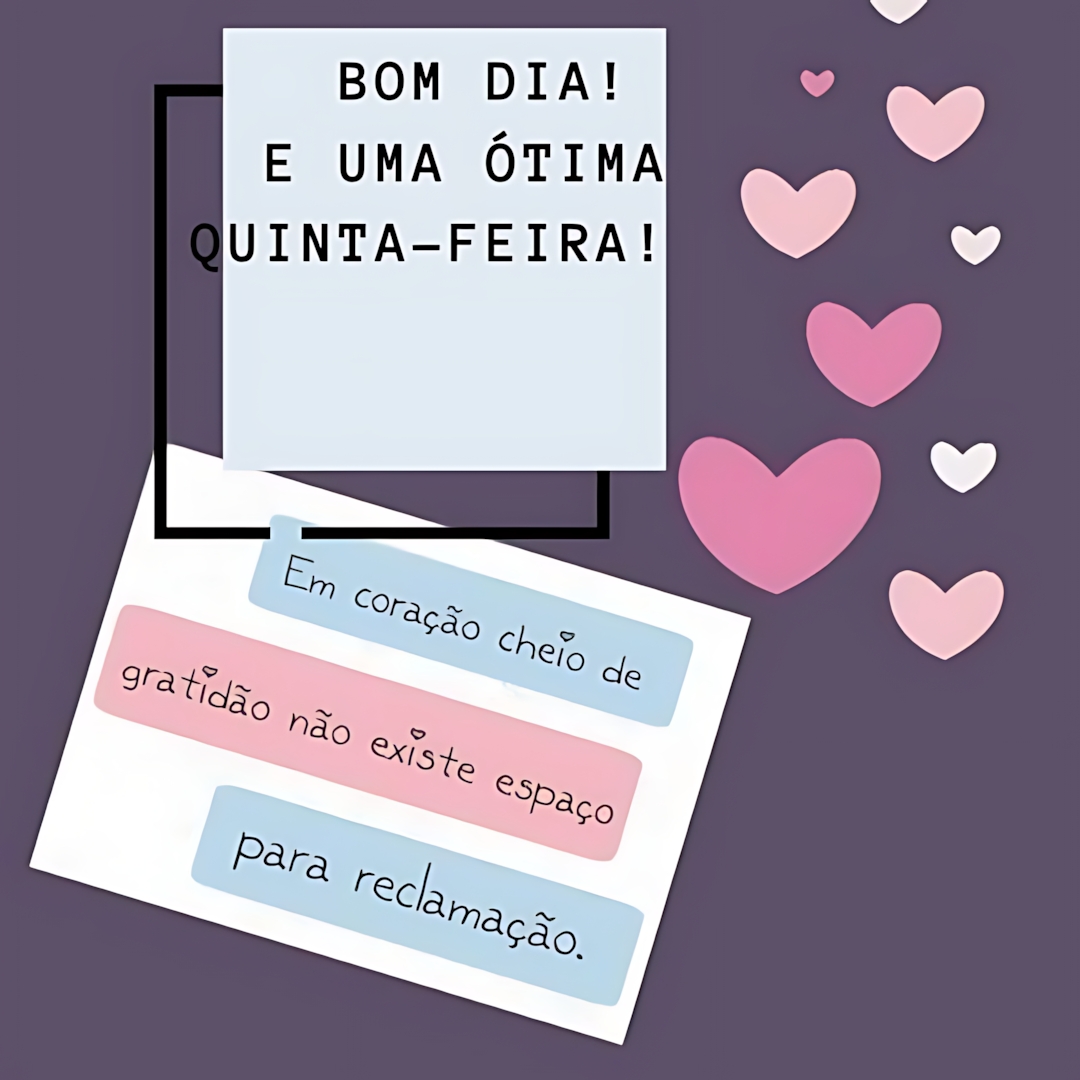 BOM DIA!
E UMA ÓTIMA
QUINTA-FEIRA!
Em coração cheio de
gratidão não existe espaço
para reclamação.